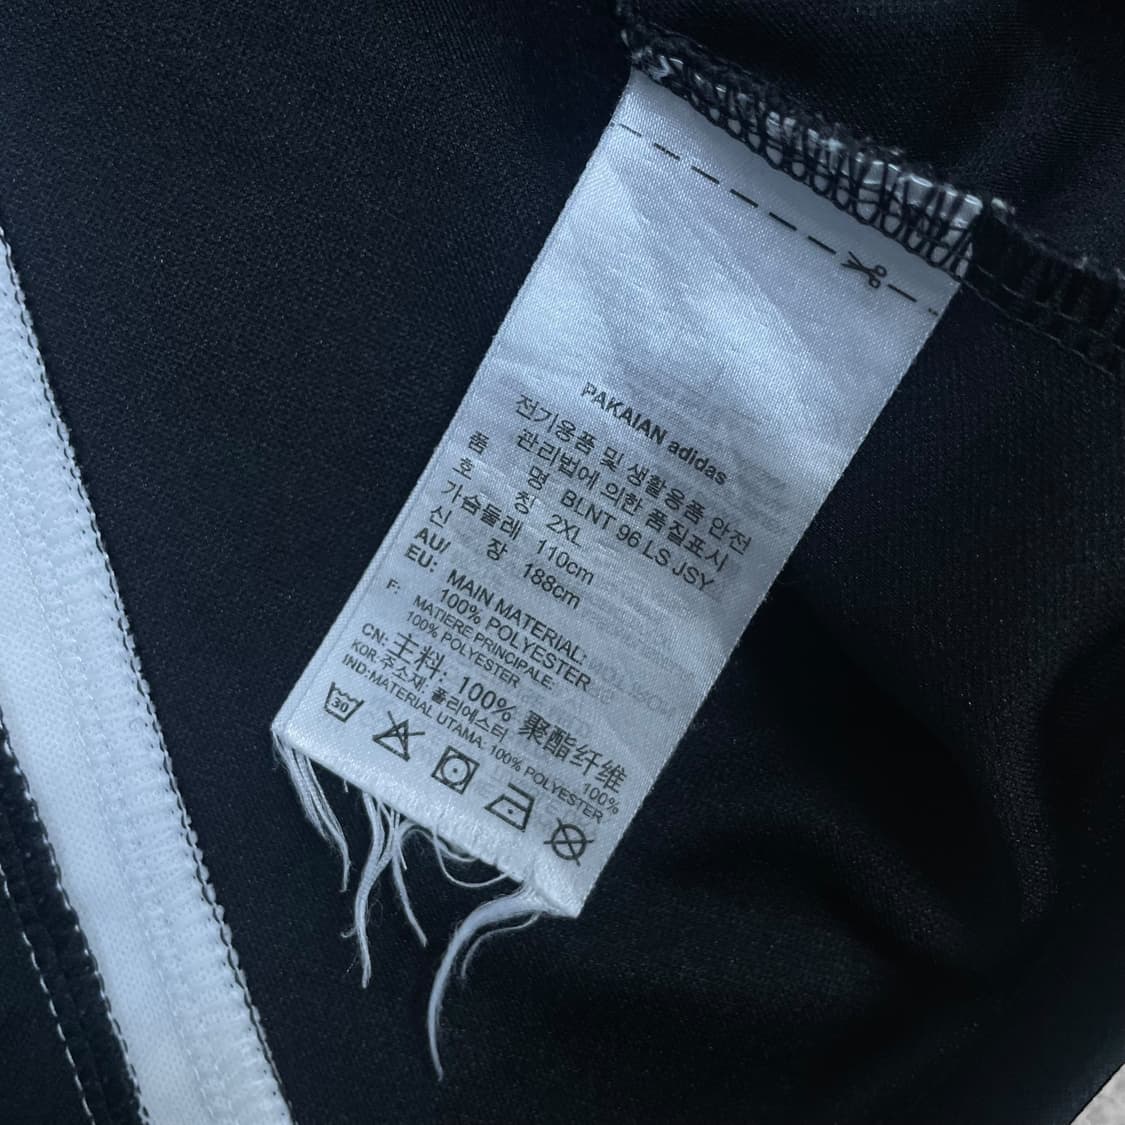 PAKAIAN adidas
전기용품 및 생활용품 안전
관리법에 의한 품질표시
품 명 BLNT 96 LS JSY
호 칭 2XL
가슴둘레 110cm
신 장 188cm
AU/
EU: MAIN MATERIAL:
100% POLYESTER
F: MATIERE PRINCIPALE:
100% POLYESTER
CN: 主料: 100% 聚酯纤维
KOR: 주소재: 폴리에스터 100%
IND: MATERIAL UTAMA: 100% POLYESTER
30